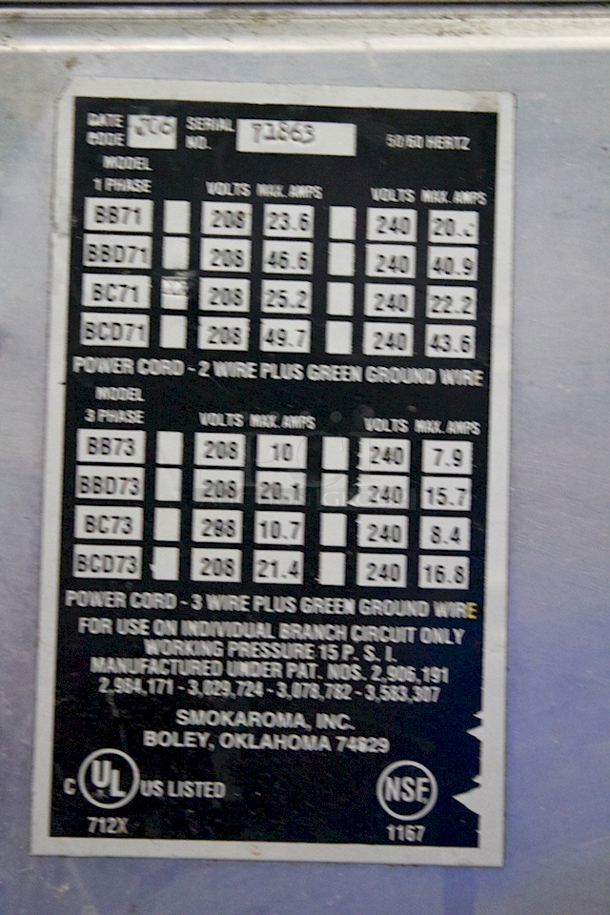 DATE CODE SERIAL NO. 71863 50/60 HERTZ
MODEL
1 PHASE VOLTS MAX. AMPS VOLTS MAX. AMPS
BB71 208 23.6 240
BBD71 208 46.6 240 40.9
BC71 208 25.2 240 22.2
BCD71 208 49.7 240 43.6
POWER CORD - 2 WIRE PLUS GREEN GROUND WIRE
MODEL
3 PHASE VOLTS MAX. AMPS VOLTS MAX. AMPS
BB73 208 10 240 7.9
BBD73 208 20.1 240 15.7
BC73 298 10.7 240 8.4
BCD73 208 21.4 240 16.8
POWER CORD - 3 WIRE PLUS GREEN GROUND WIRE
FOR USE ON INDIVIDUAL BRANCH CIRCUIT ONLY
WORKING PRESSURE 15 P. S. I.
MANUFACTURED UNDER PAT. NOS. 2,906,191
2,984,171 - 3,029,724 - 3,078,782 - 3,583,307
SMOKAROMA, INC.
BOLEY, OKLAHOMA 74829
C UL US LISTED NSF
712X 1167